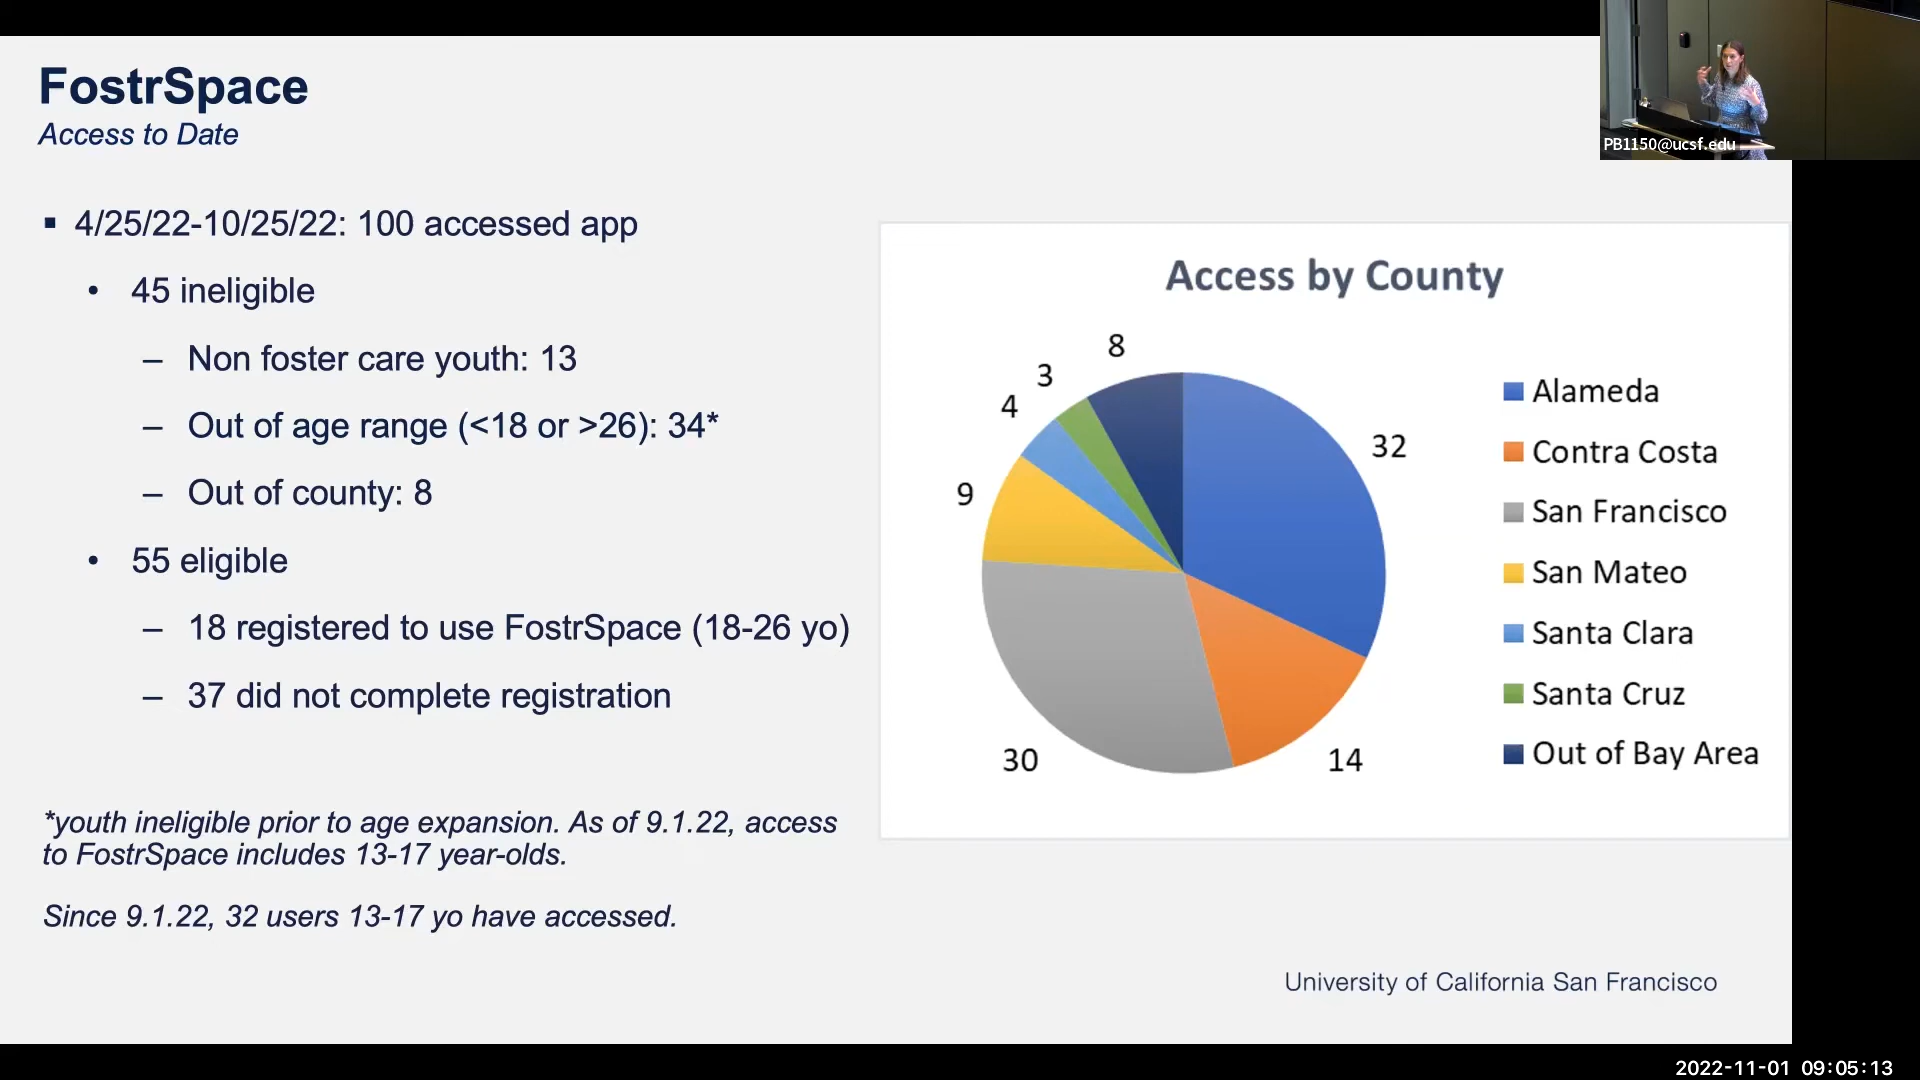 FostrSpace
Access to Date
▪ 4/25/22-10/25/22: 100 accessed app
• 45 ineligible
– Non foster care youth: 13
– Out of age range (<18 or >26): 34*
– Out of county: 8
• 55 eligible
– 18 registered to use FostrSpace (18-26 yo)
– 37 did not complete registration
*youth ineligible prior to age expansion. As of 9.1.22, access
to FostrSpace includes 13-17 year-olds.
Since 9.1.22, 32 users 13-17 yo have accessed.
Access by County
8
3
4
32
9
30
14
Alameda
Contra Costa
San Francisco
San Mateo
Santa Clara
Santa Cruz
Out of Bay Area
University of California San Francisco
PB1150@ucsf.edu
2022-11-01 09:05:13